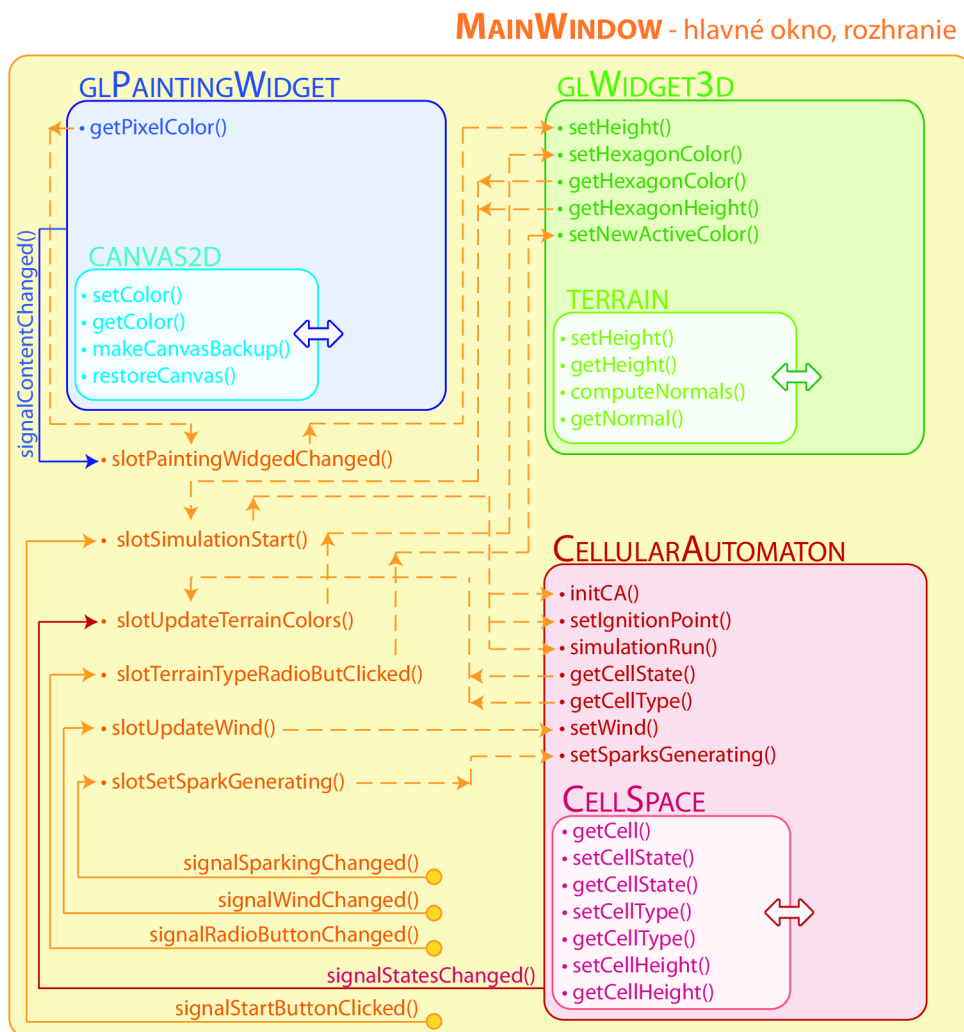 MAINWINDOW - hlavné okno, rozhranie
GLPAINTINGWIDGET
• getPixelColor()
signalContentChanged()
CANVAS2D
• setColor()
• getColor()
• makeCanvasBackup()
• restoreCanvas()
GLWIDGET3D
• setHeight()
• setHexagonColor()
• getHexagonColor()
• getHexagonHeight()
• setNewActiveColor()
TERRAIN
• setHeight()
• getHeight()
• computeNormals()
• getNormal()
• slotPaintingWidgedChanged()
• slotSimulationStart()
• slotUpdateTerrainColors()
• slotTerrainTypeRadioButClicked()
• slotUpdateWind()
• slotSetSparkGenerating()
CELLULARAUTOMATON
• initCA()
• setIgnitionPoint()
• simulationRun()
• getCellState()
• getCellType()
• setWind()
• setSparksGenerating()
CELLSPACE
• getCell()
• setCellState()
• getCellState()
• setCellType()
• getCellType()
• setCellHeight()
• getCellHeight()
signalSparkingChanged()
signalWindChanged()
signalRadioButtonChanged()
signalStatesChanged()
signalStartButtonClicked()